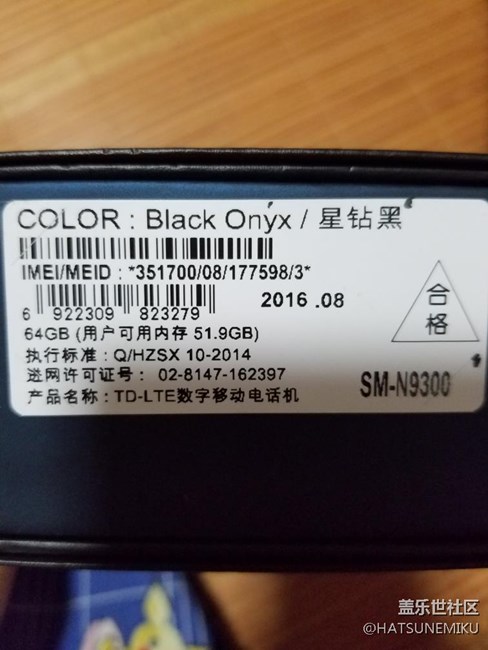 COLOR : Black Onyx / 星钻黑
IMEI/MEID : *351700/08/177598/3*
6 922309 823279
2016 .08
合格
64GB (用户可用内存 51.9GB)
执行标准 : Q/HZSX 10-2014
进网许可证号 : 02-8147-162397
产品名称 : TD-LTE数字移动电话机
SM-N9300
盖乐世社区
@HATSUNEMIKU